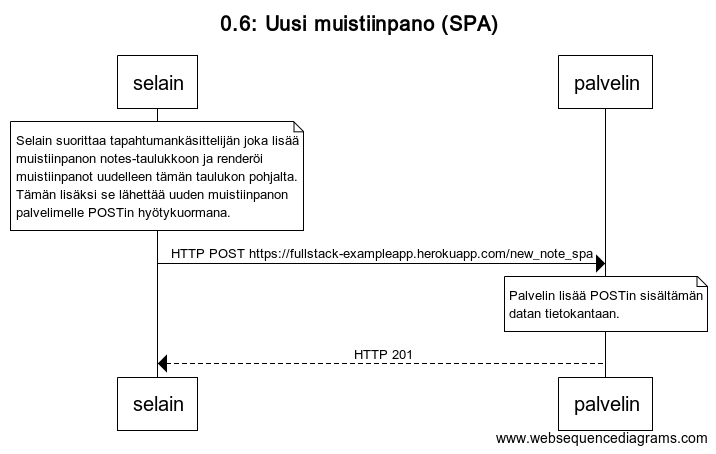 0.6: Uusi muistiinpano (SPA)
selain
palvelin
Selain suorittaa tapahtumankäsittelijän joka lisää
muistiinpanon notes-taulukkoon ja renderöi
muistiinpanot uudelleen tämän taulukon pohjalta.
Tämän lisäksi se lähettää uuden muistiinpanon
palvelimelle POSTin hyötykuormana.
HTTP POST https://fullstack-exampleapp.herokuapp.com/new_note_spa
Palvelin lisää POSTin sisältämän
datan tietokantaan.
HTTP 201
selain
palvelin
www.websequencediagrams.com